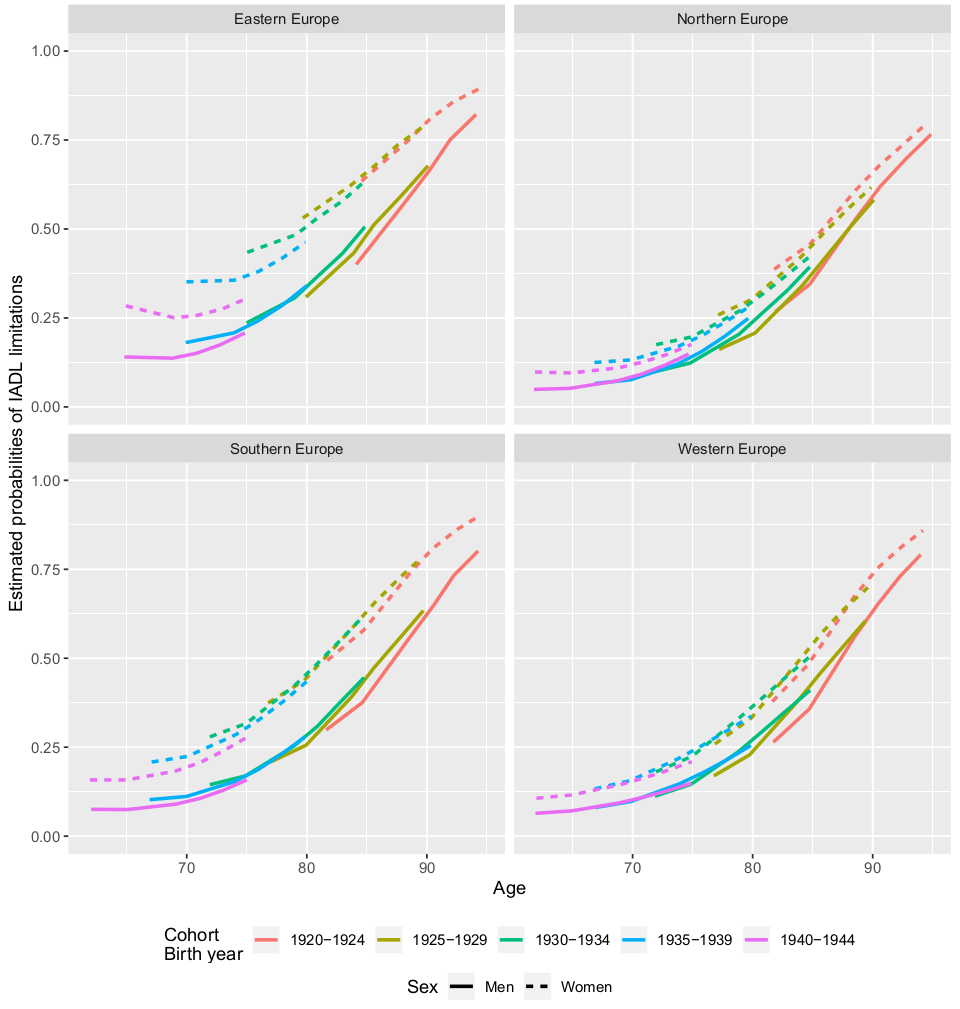 Eastern Europe
Northern Europe
1.00
0.75
0.50
0.25
0.00
Southern Europe
Western Europe
1.00
0.75
0.50
0.25
0.00
70
80
90
70
80
90
Estimated probabilities of IADL limitations
Age
Cohort
Birth year
1920−1924
1925−1929
1930−1934
1935−1939
1940−1944
Sex
Men
Women